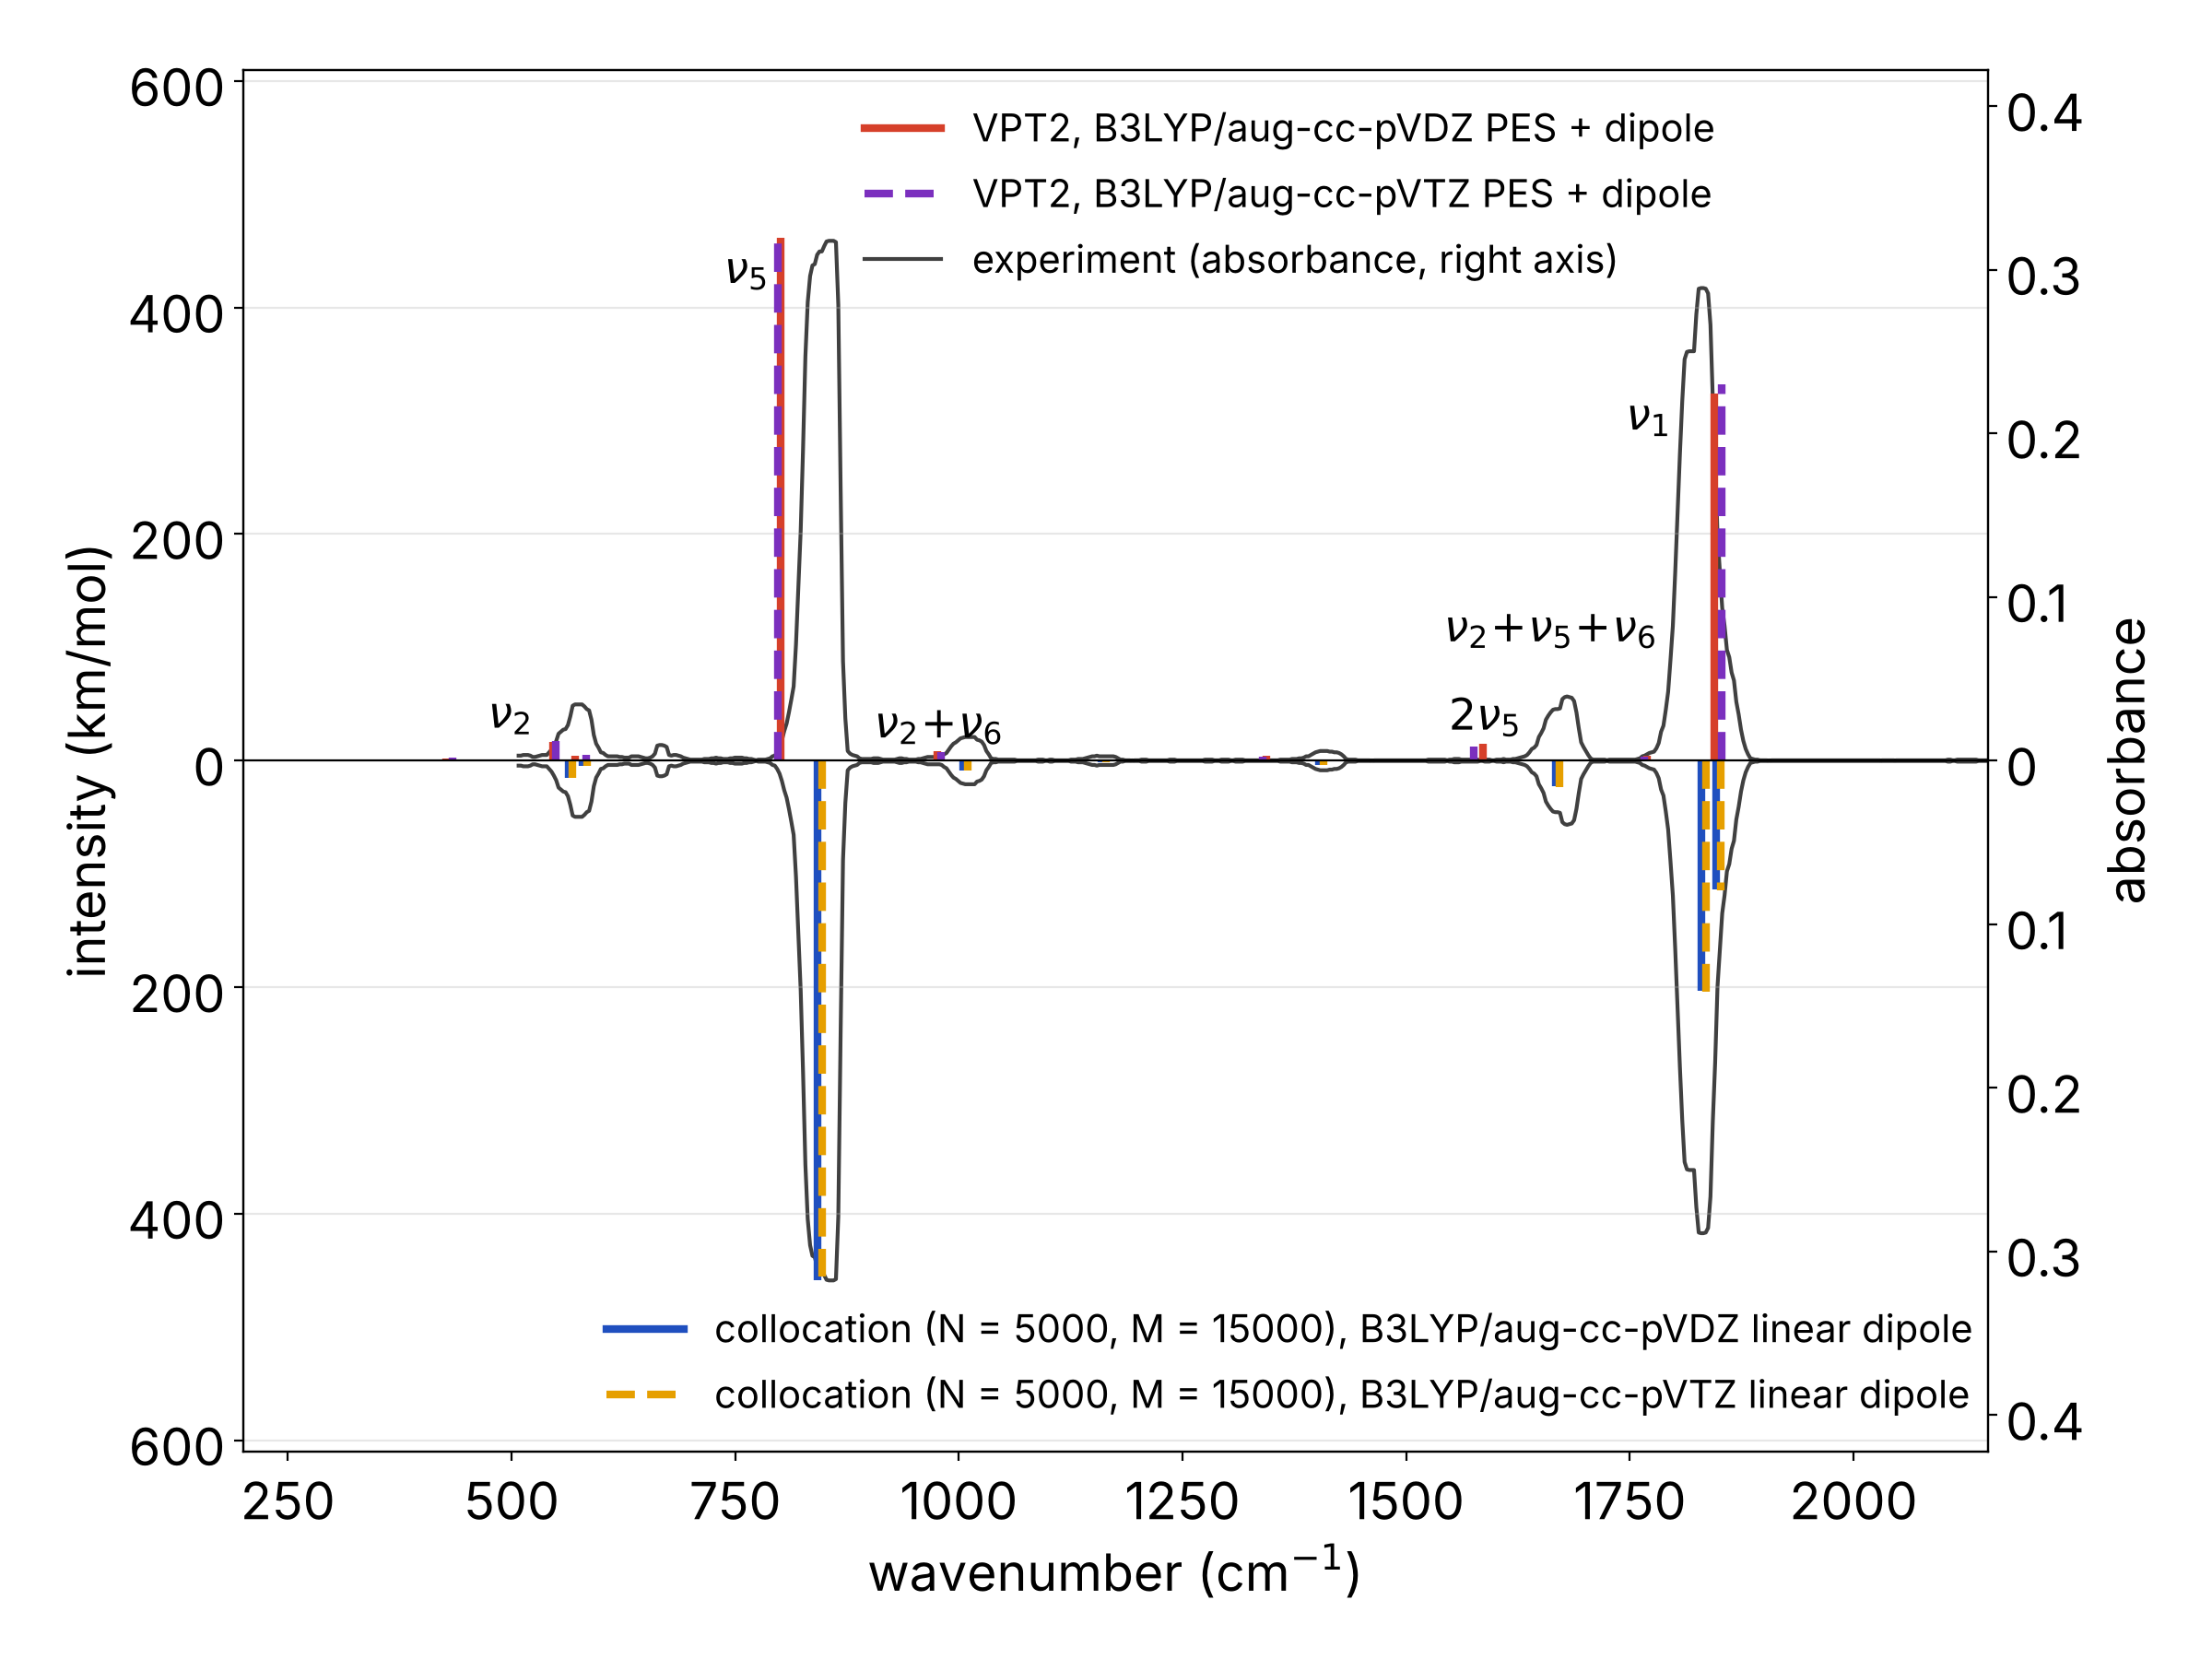 VPT2, B3LYP/aug-cc-pVDZ PES + dipole
VPT2, B3LYP/aug-cc-pVTZ PES + dipole
experiment (absorbance, right axis)
600
400
200
0
200
400
600
intensity (km/mol)
0.4
0.3
0.2
0.1
0
0.1
0.2
0.3
0.4
absorbance
ν5
ν1
ν2+ν5+ν6
ν2
ν2+ν6
2ν5
collocation (N = 5000, M = 15000), B3LYP/aug-cc-pVDZ linear dipole
collocation (N = 5000, M = 15000), B3LYP/aug-cc-pVTZ linear dipole
250 500 750 1000 1250 1500 1750 2000
wavenumber (cm⁻¹)